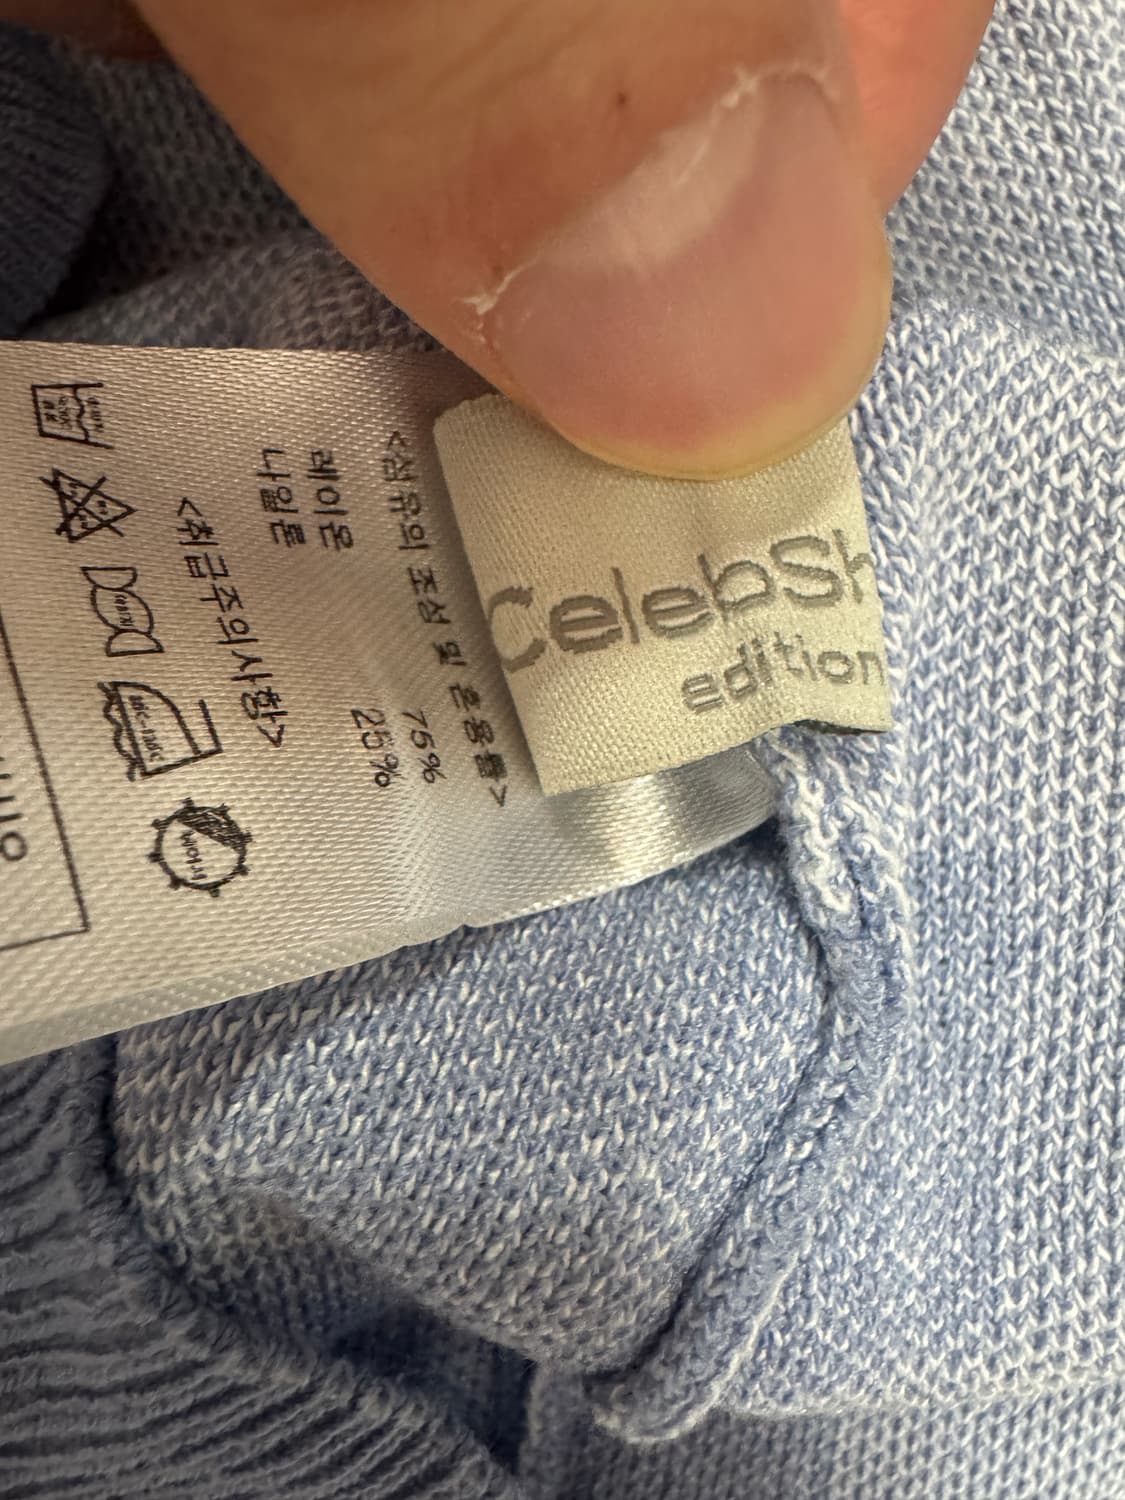 CelebSh
edition
<섬유의 조성 및 혼용률>
레이온 75%
나일론 25%
<취급주의사항>